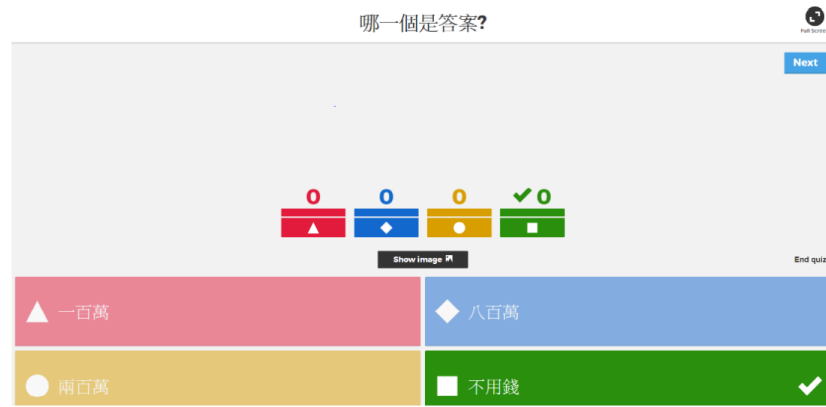 哪一個是答案?
Full Screen
Next
0
0
0
0
Show image
End quiz
一百萬
八百萬
兩百萬
不用錢